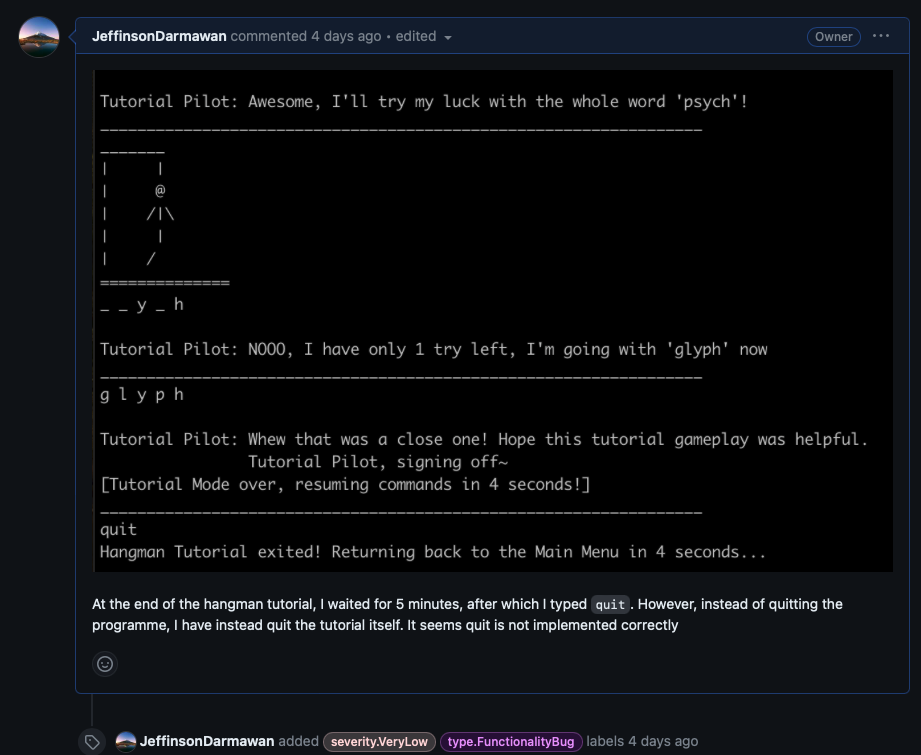 JeffinsonDarmawan commented 4 days ago • edited
Owner
Tutorial Pilot: Awesome, I'll try my luck with the whole word 'psych'!
_________________________________________________________________
_______
|     |
|     @
|    /|\
|     |
|    /
==============
_ _ y _ h
Tutorial Pilot: NOOO, I have only 1 try left, I'm going with 'glyph' now
_________________________________________________________________
g l y p h
Tutorial Pilot: Whew that was a close one! Hope this tutorial gameplay was helpful.
Tutorial Pilot, signing off~
[Tutorial Mode over, resuming commands in 4 seconds!]
_________________________________________________________________
quit
Hangman Tutorial exited! Returning back to the Main Menu in 4 seconds...
At the end of the hangman tutorial, I waited for 5 minutes, after which I typed quit. However, instead of quitting the
programme, I have instead quit the tutorial itself. It seems quit is not implemented correctly
JeffinsonDarmawan added severity.VeryLow type.FunctionalityBug labels 4 days ago